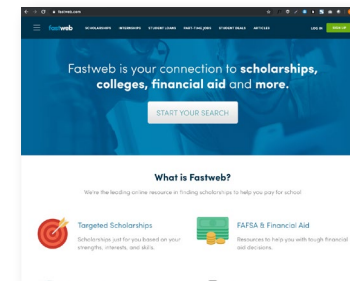 fastweb.com
fastweb SCHOLARSHIPS INTERNSHIPS STUDENT LOANS PART-TIME JOBS STUDENT DEALS ARTICLES LOG IN SIGN UP
Fastweb is your connection to scholarships,
colleges, financial aid and more.
START YOUR SEARCH
What is Fastweb?
We're the leading online resource in finding scholarships to help you pay for school.
Targeted Scholarships
Scholarships just for you based on your
strengths, interests, and skills.
FAFSA & Financial Aid
Resources to help you with tough financial
aid decisions.